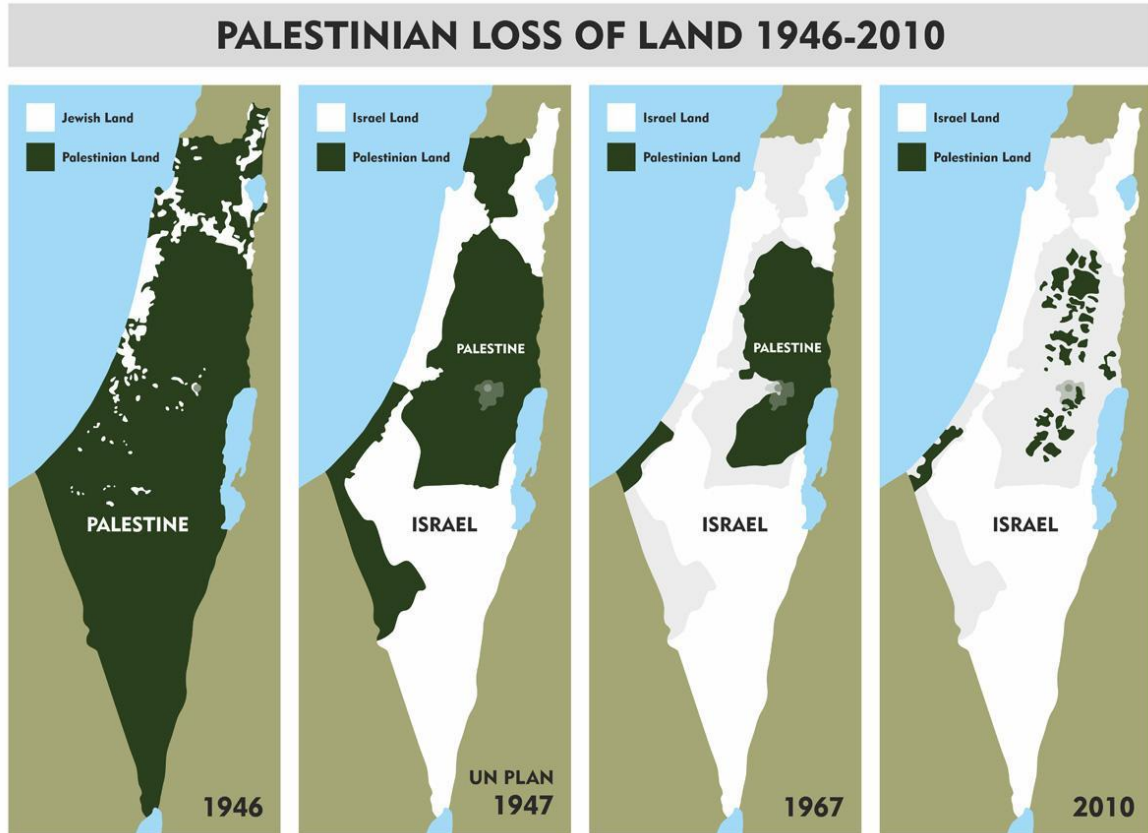 PALESTINIAN LOSS OF LAND 1946-2010
Jewish Land
Palestinian Land
PALESTINE
1946
Israel Land
Palestinian Land
PALESTINE
ISRAEL
UN PLAN
1947
Israel Land
Palestinian Land
PALESTINE
ISRAEL
1967
Israel Land
Palestinian Land
ISRAEL
2010